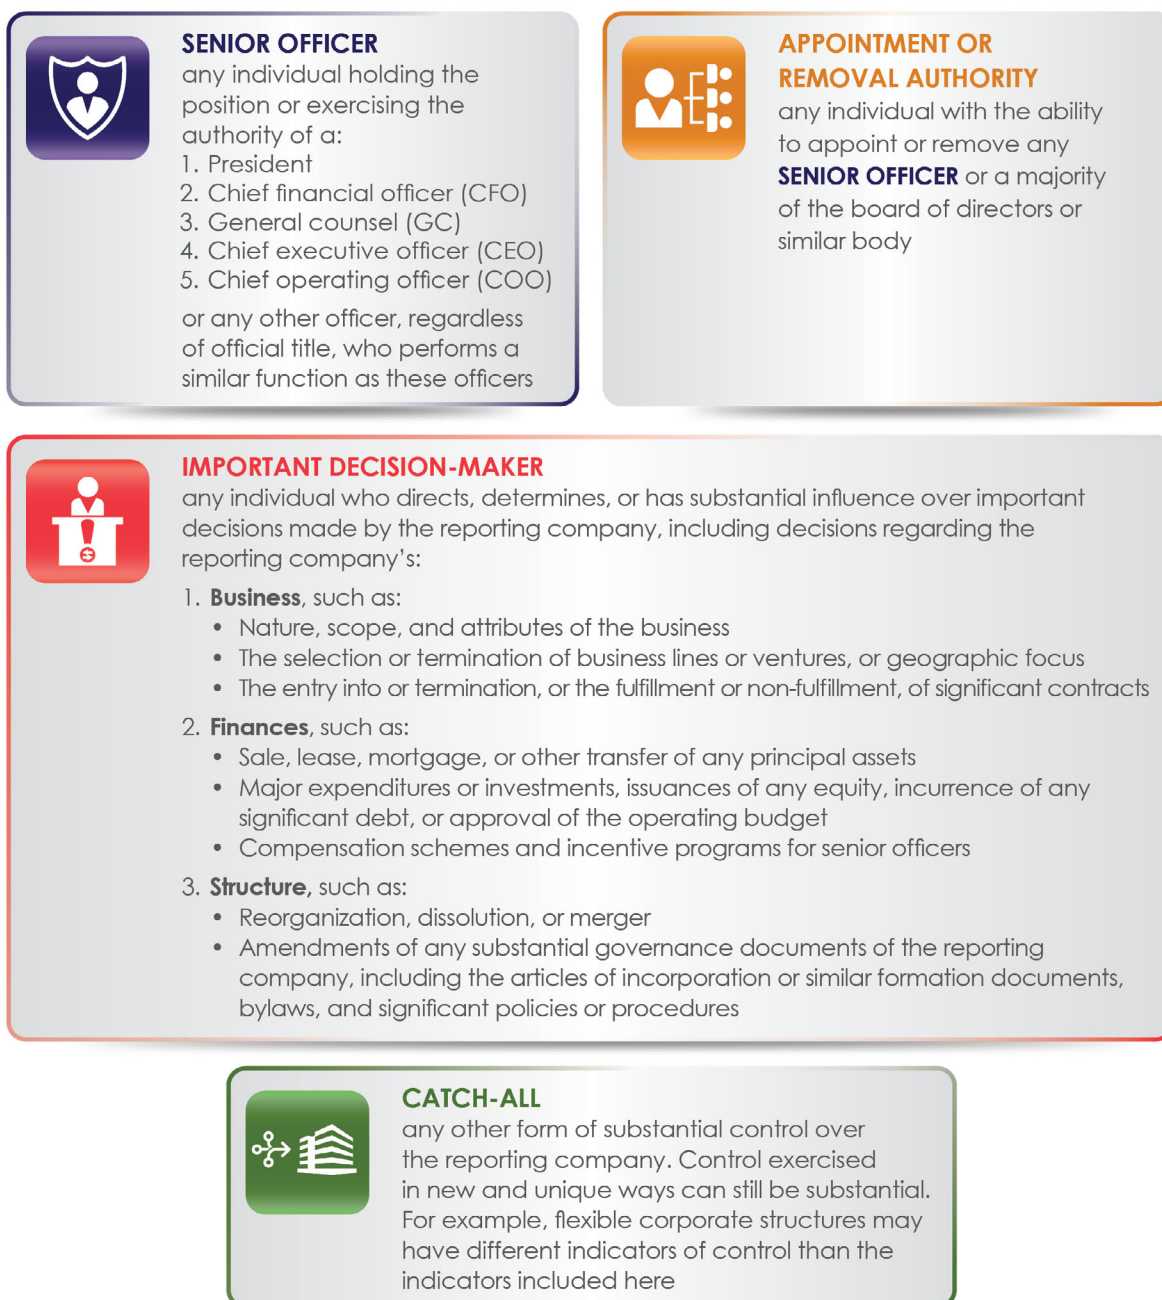 SENIOR OFFICER
any individual holding the
position or exercising the
authority of a:
1. President
2. Chief financial officer (CFO)
3. General counsel (GC)
4. Chief executive officer (CEO)
5. Chief operating officer (COO)
or any other officer, regardless
of official title, who performs a
similar function as these officers
APPOINTMENT OR
REMOVAL AUTHORITY
any individual with the ability
to appoint or remove any
SENIOR OFFICER or a majority
of the board of directors or
similar body
IMPORTANT DECISION-MAKER
any individual who directs, determines, or has substantial influence over important
decisions made by the reporting company, including decisions regarding the
reporting company’s:
1. Business, such as:
• Nature, scope, and attributes of the business
• The selection or termination of business lines or ventures, or geographic focus
• The entry into or termination, or the fulfillment or non-fulfillment, of significant contracts
2. Finances, such as:
• Sale, lease, mortgage, or other transfer of any principal assets
• Major expenditures or investments, issuances of any equity, incurrence of any
significant debt, or approval of the operating budget
• Compensation schemes and incentive programs for senior officers
3. Structure, such as:
• Reorganization, dissolution, or merger
• Amendments of any substantial governance documents of the reporting
company, including the articles of incorporation or similar formation documents,
bylaws, and significant policies or procedures
CATCH-ALL
any other form of substantial control over
the reporting company. Control exercised
in new and unique ways can still be substantial.
For example, flexible corporate structures may
have different indicators of control than the
indicators included here